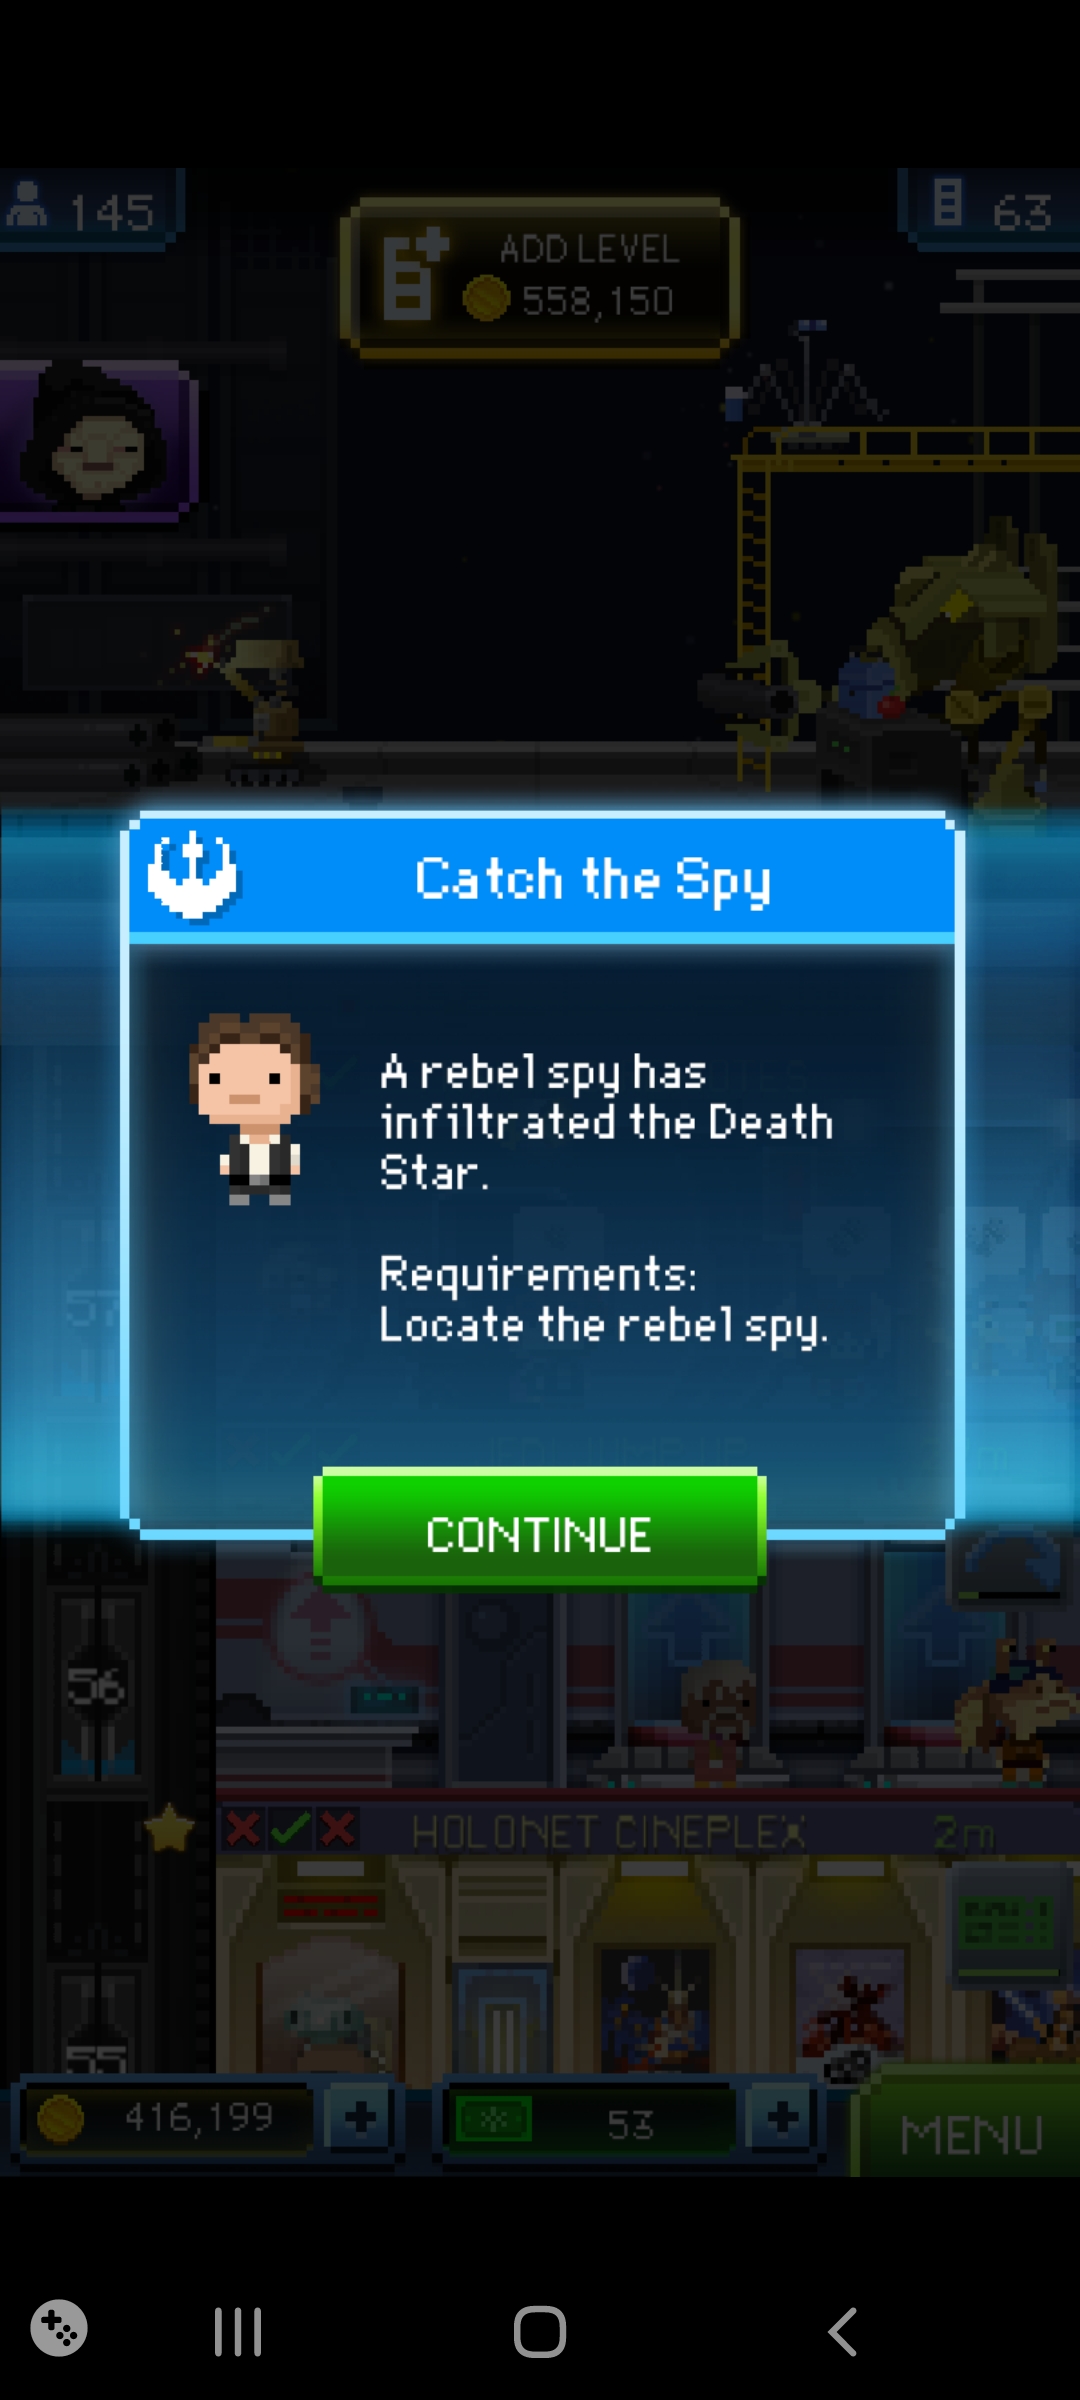 145
ADD LEVEL
558,150
63
Catch the Spy
A rebel spy has
infiltrated the Death
Star.
Requirements:
Locate the rebel spy.
57
CONTINUE
56
HOLONET CINEPLEX 2m
55
416,199
53
MENU